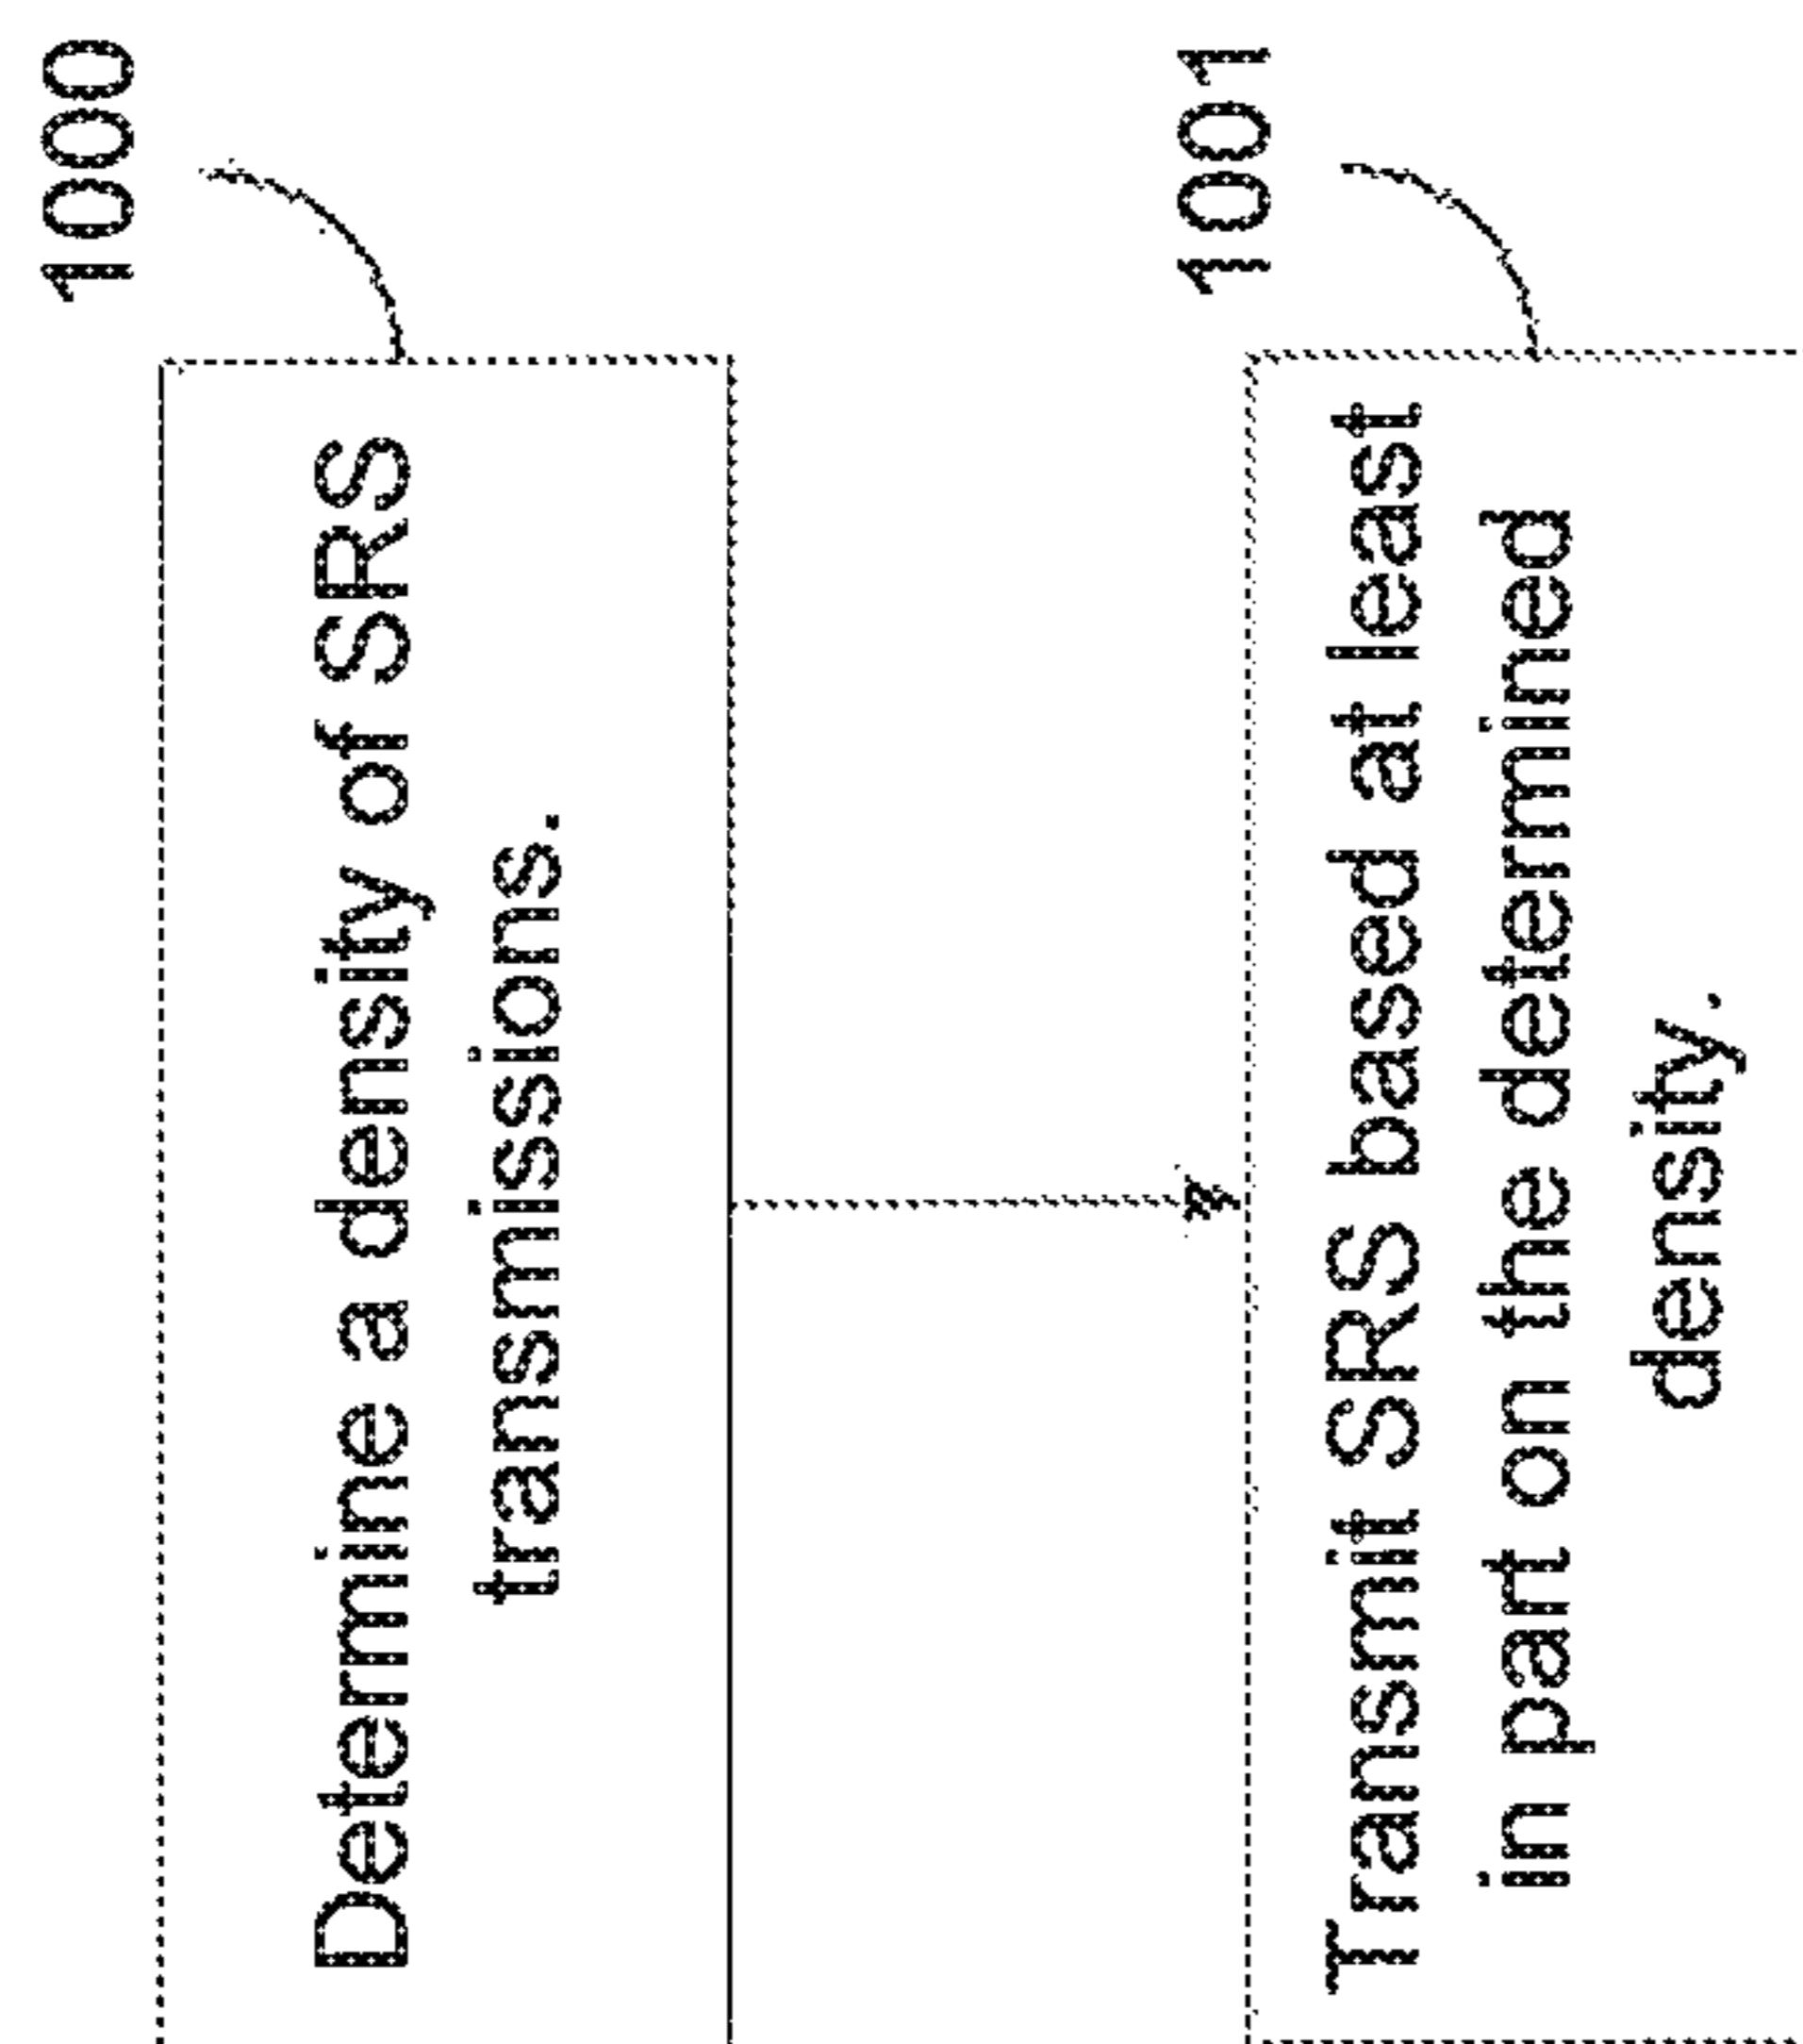 1000
Determine a density of SRS
transmissions.
1001
Transmit SRS based at least
in part on the determined
density.